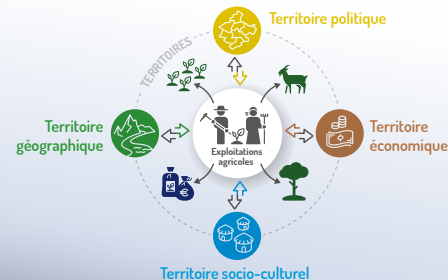 Territoire politique
TERRITOIRES
Territoire
géographique
Exploitations
agricoles
Territoire
économique
€
Territoire socio-culturel